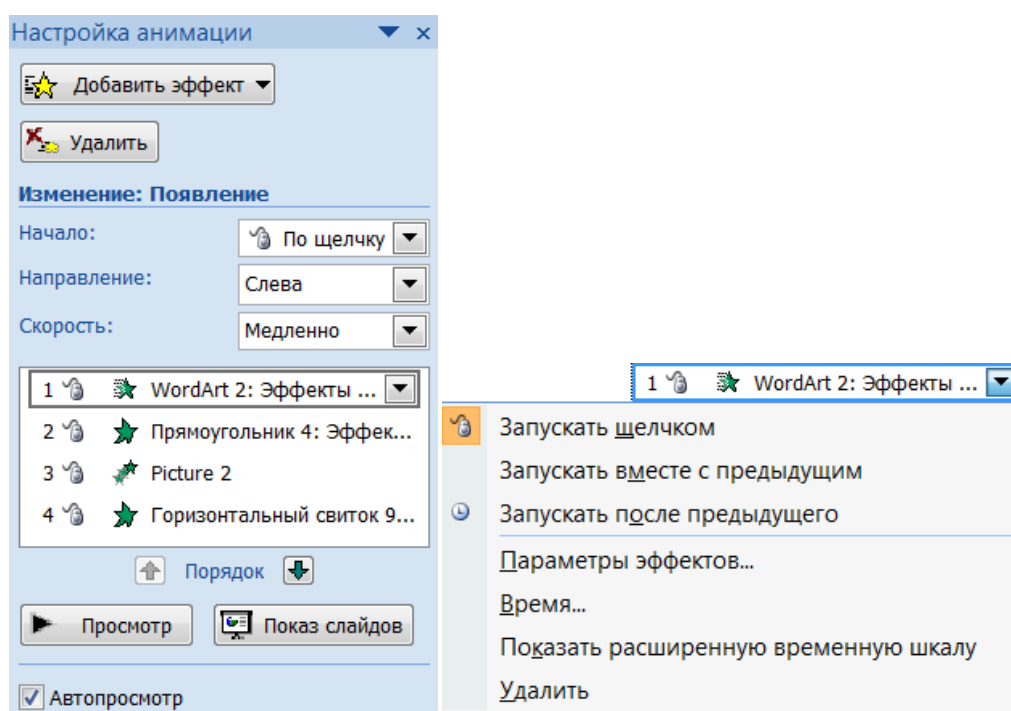 Настройка анимации
Добавить эффект
Удалить
Изменение: Появление
Начало: По щелчку
Направление: Слева
Скорость: Медленно
1 WordArt 2: Эффекты ...
2 Прямоугольник 4: Эффек...
3 Picture 2
4 Горизонтальный свиток 9...
Порядок
Просмотр Показ слайдов
Автопросмотр
1 WordArt 2: Эффекты ...
Запускать щелчком
Запускать вместе с предыдущим
Запускать после предыдущего
Параметры эффектов...
Время...
Показать расширенную временную шкалу
Удалить